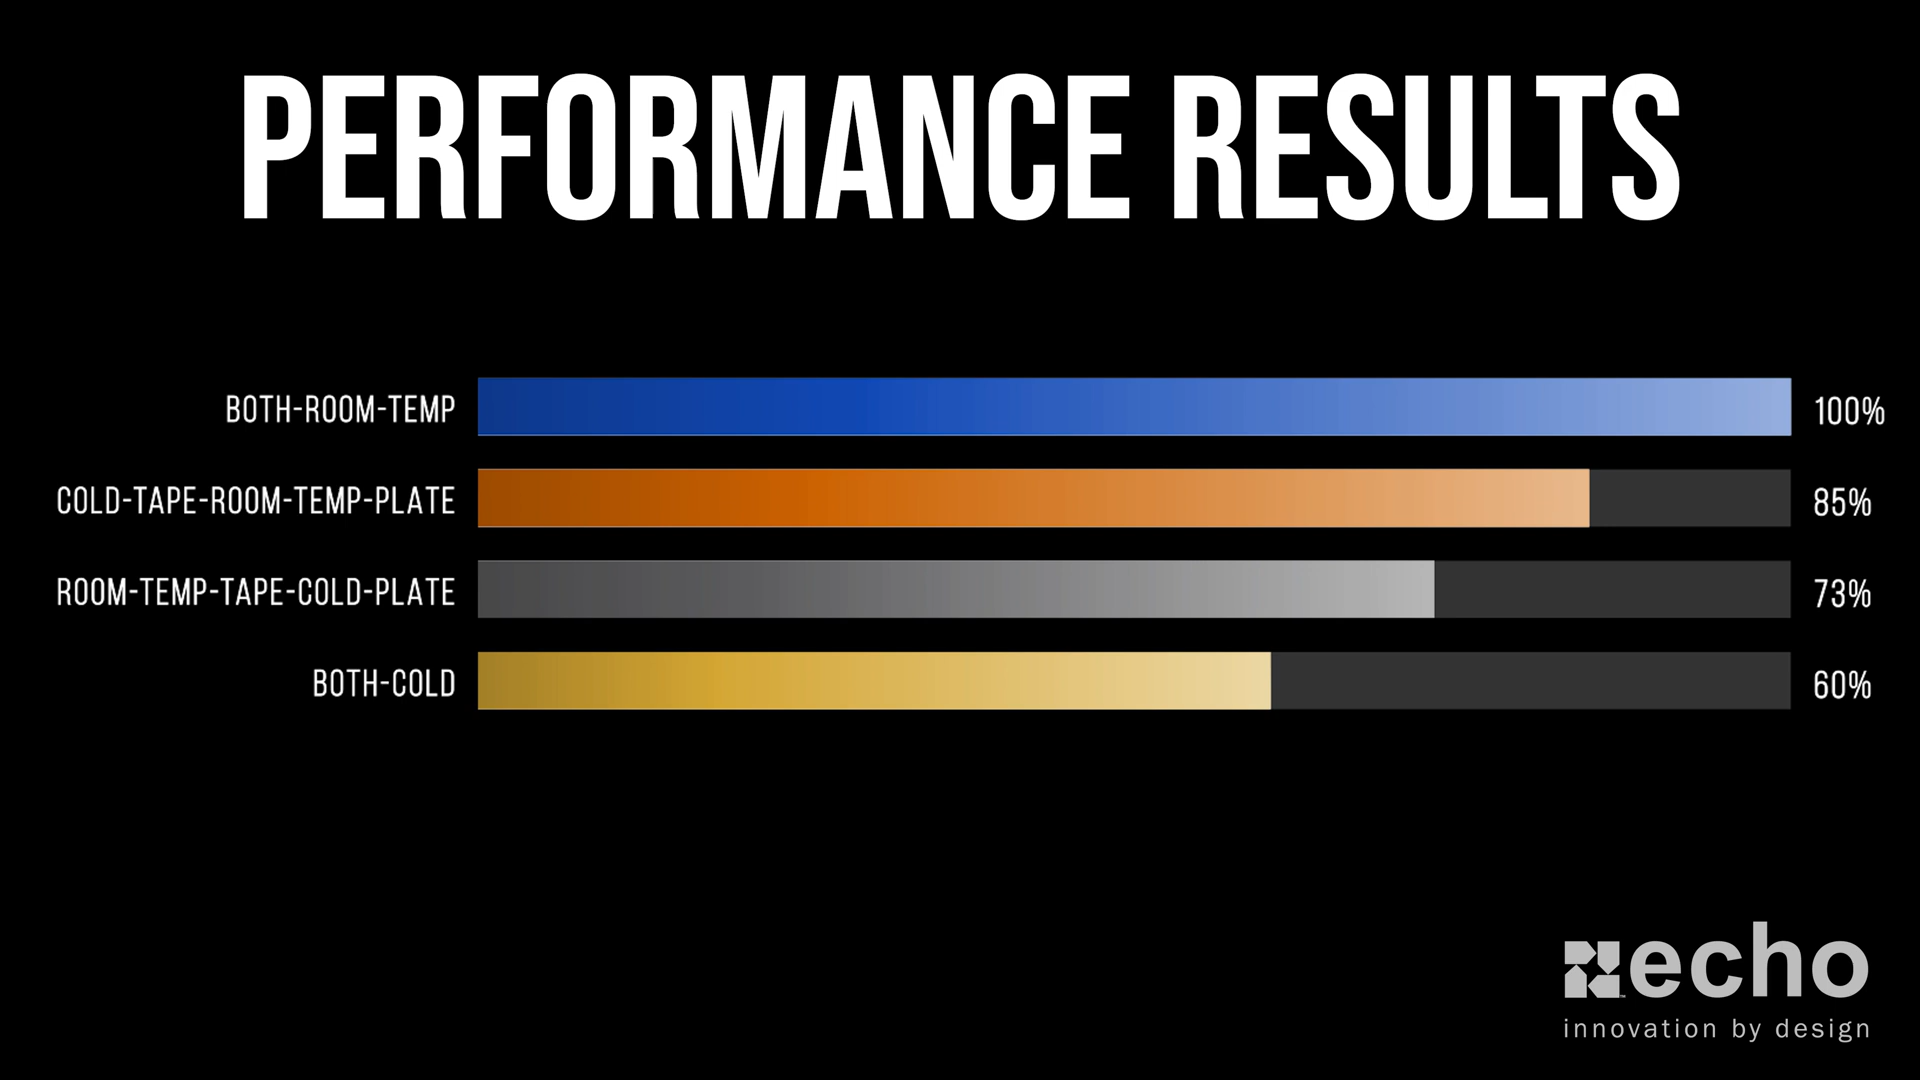 PERFORMANCE RESULTS
BOTH-ROOM-TEMP 100%
COLD-TAPE-ROOM-TEMP-PLATE 85%
ROOM-TEMP-TAPE-COLD-PLATE 73%
BOTH-COLD 60%
echo
innovation by design